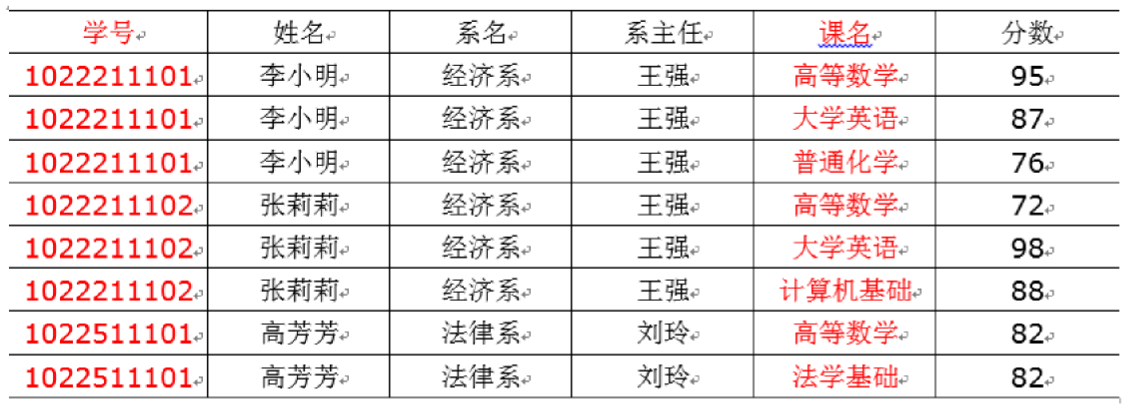 学号 姓名 系名 系主任 课名 分数
1022211101 李小明 经济系 王强 高等数学 95
1022211101 李小明 经济系 王强 大学英语 87
1022211101 李小明 经济系 王强 普通化学 76
1022211102 张莉莉 经济系 王强 高等数学 72
1022211102 张莉莉 经济系 王强 大学英语 98
1022211102 张莉莉 经济系 王强 计算机基础 88
1022511101 高芳芳 法律系 刘玲 高等数学 82
1022511101 高芳芳 法律系 刘玲 法学基础 82